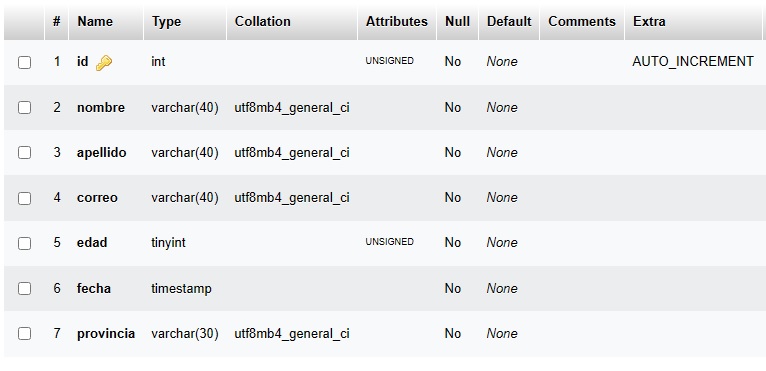 # Name Type Collation Attributes Null Default Comments Extra
1 id int UNSIGNED No None AUTO_INCREMENT
2 nombre varchar(40) utf8mb4_general_ci No None
3 apellido varchar(40) utf8mb4_general_ci No None
4 correo varchar(40) utf8mb4_general_ci No None
5 edad tinyint UNSIGNED No None
6 fecha timestamp No None
7 provincia varchar(30) utf8mb4_general_ci No None